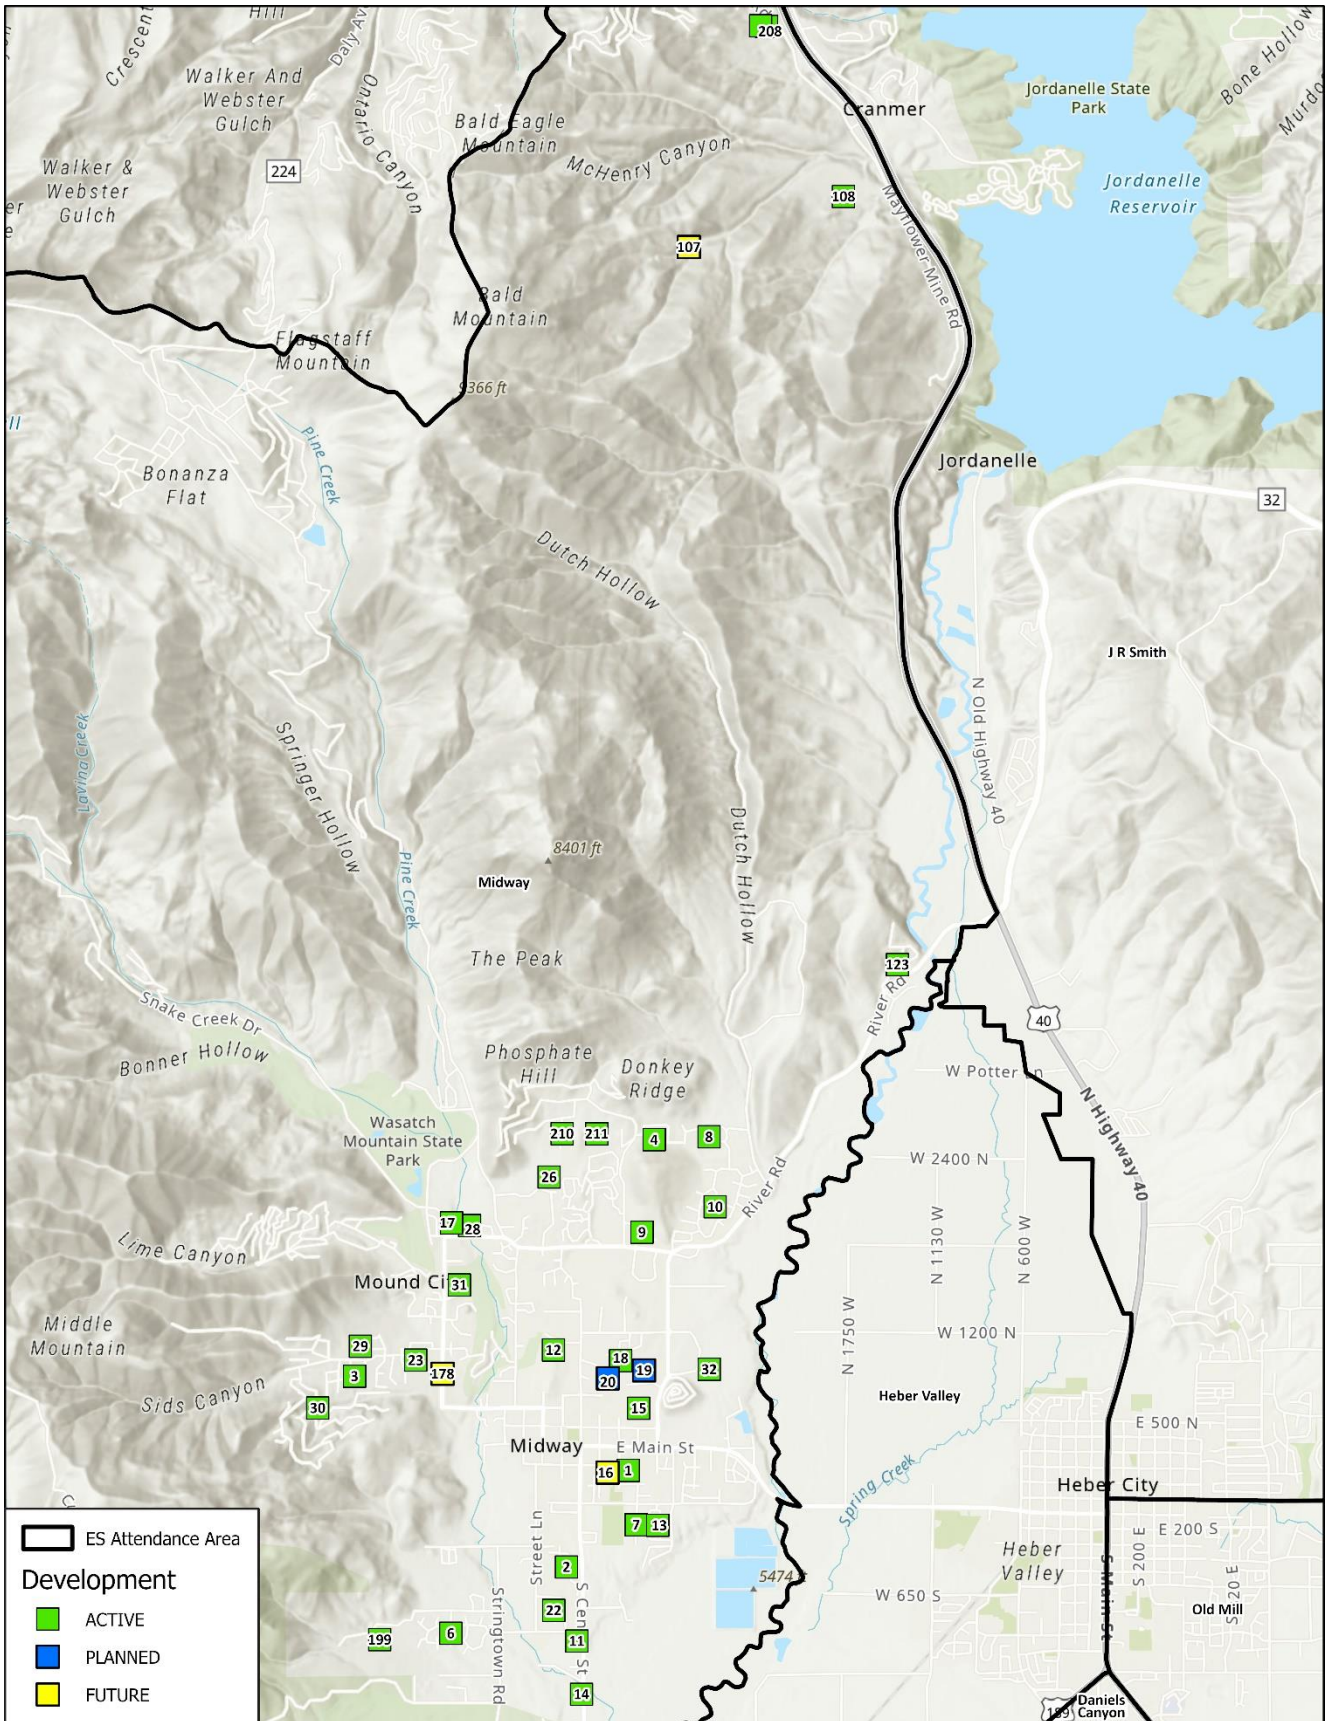 Hill
Crescent
Daly Av
208
Bone Hollow
Murdo
Walker And
Webster
Gulch
Ontario Canyon
Bald Eagle
Mountain
McHenry Canyon
Cranmer
Jordanelle State
Park
Walker &
Webster
Gulch
224
108
Jordanelle
Reservoir
er
e
107
Mayflower Mine Rd
Bald
Mountain
Flagstaff
Mountain
9366 ft
ll
Pine Creek
Bonanza
Flat
Jordanelle
32
Dutch Hollow
J R Smith
N Old Highway 40
Lavina Creek
Springer Hollow
Dutch Hollow
8401 ft
Pine Creek
Midway
The Peak
123
River Rd
Snake Creek Dr
Bonner Hollow
40
Phosphate
Hill
Donkey
Ridge
W Potter Ln
N Highway 40
Wasatch
Mountain State
Park
210
211
4
8
W 2400 N
26
River Rd
10
17
28
9
N 1130 W
N 600 W
Lime Canyon
Mound Ci
31
Middle
Mountain
N 1750 W
W 1200 N
29
12
18
23
3
178
20
19
32
Sids Canyon
30
15
Heber Valley
E 500 N
Midway
E Main St
16
1
Spring Creek
Heber City
7
13
E 200 S
S 200 E
Street Ln
Heber
Valley
2
5474 f
W 650 S
S Main St
S 20 E
Old Mill
22
S Cen
St
Stringtown Rd
199
6
11
14
189
Daniels
Canyon
ES Attendance Area
Development
ACTIVE
PLANNED
FUTURE